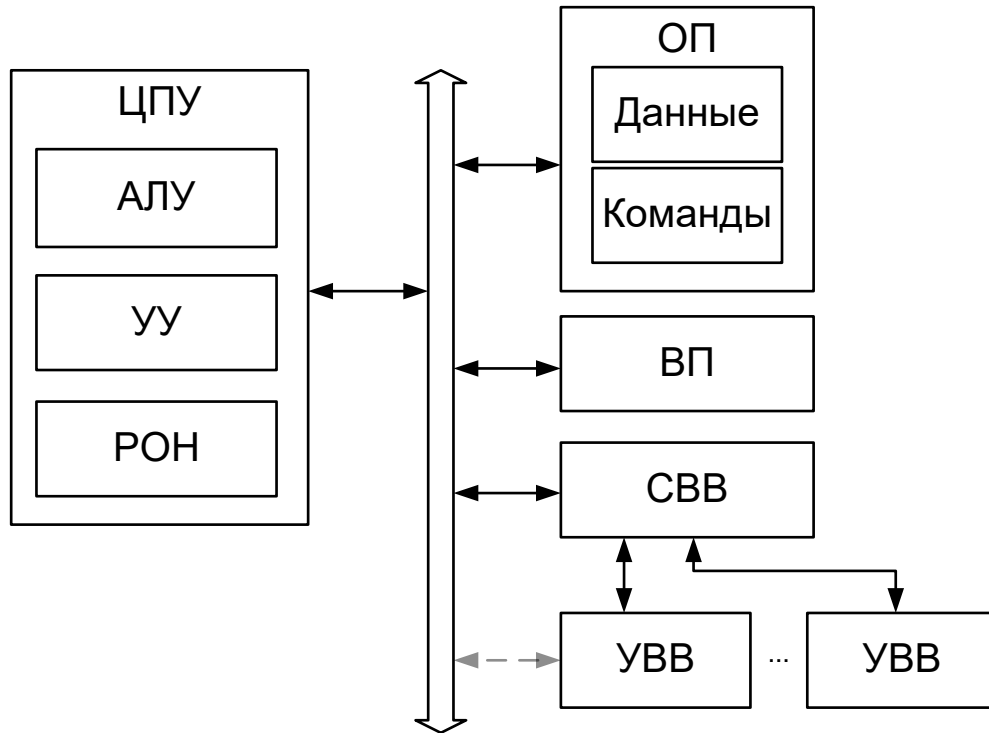 ЦПУ
АЛУ
УУ
РОН
ОП
Данные
Команды
ВП
СВВ
УВВ ... УВВ